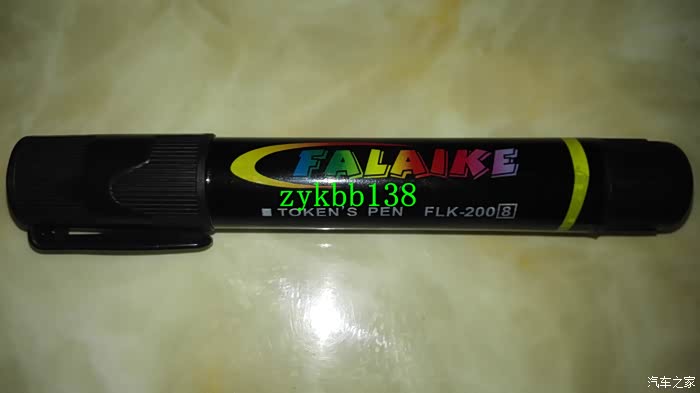 FALAIKE
zykbb138
TOKEN'S PEN FLK-200 8
汽车之家